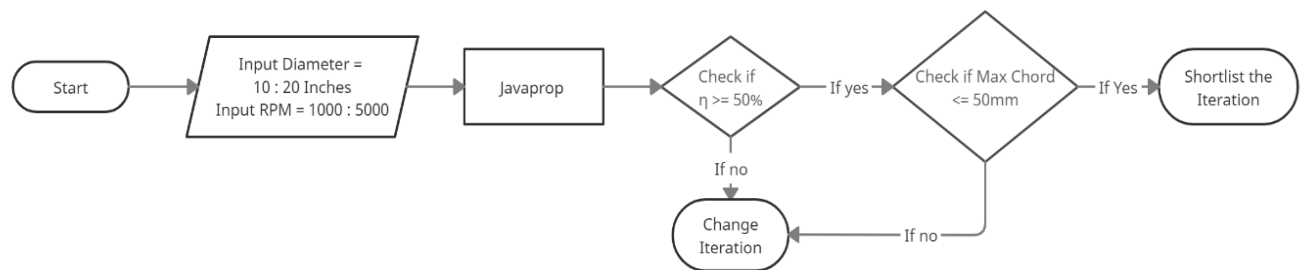 Start
Input Diameter =
10 : 20 Inches
Input RPM = 1000 : 5000
Javaprop
Check if
η >= 50%
If yes
Check if Max Chord
<= 50mm
If Yes
Shortlist the
Iteration
If no
Change
Iteration
If no